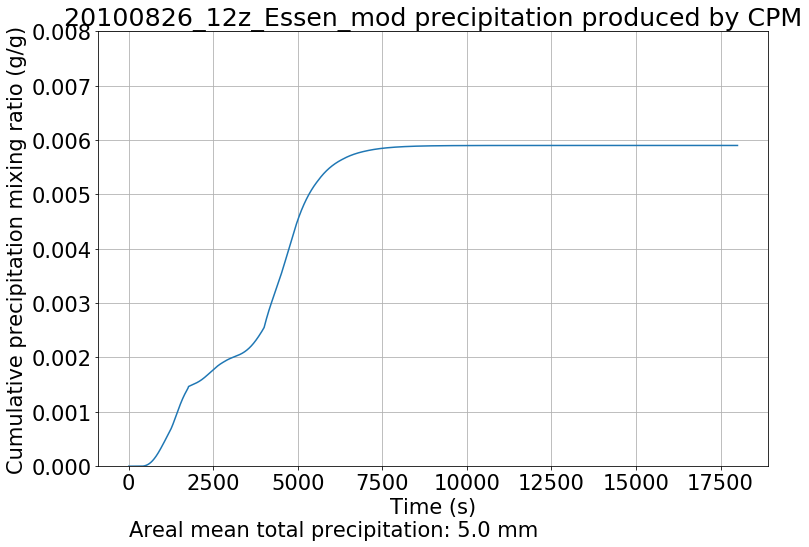 20100826_12z_Essen_mod precipitation produced by CPM
Cumulative precipitation mixing ratio (g/g)
0.008
0.007
0.006
0.005
0.004
0.003
0.002
0.001
0.000
0 2500 5000 7500 10000 12500 15000 17500
Time (s)
Areal mean total precipitation: 5.0 mm